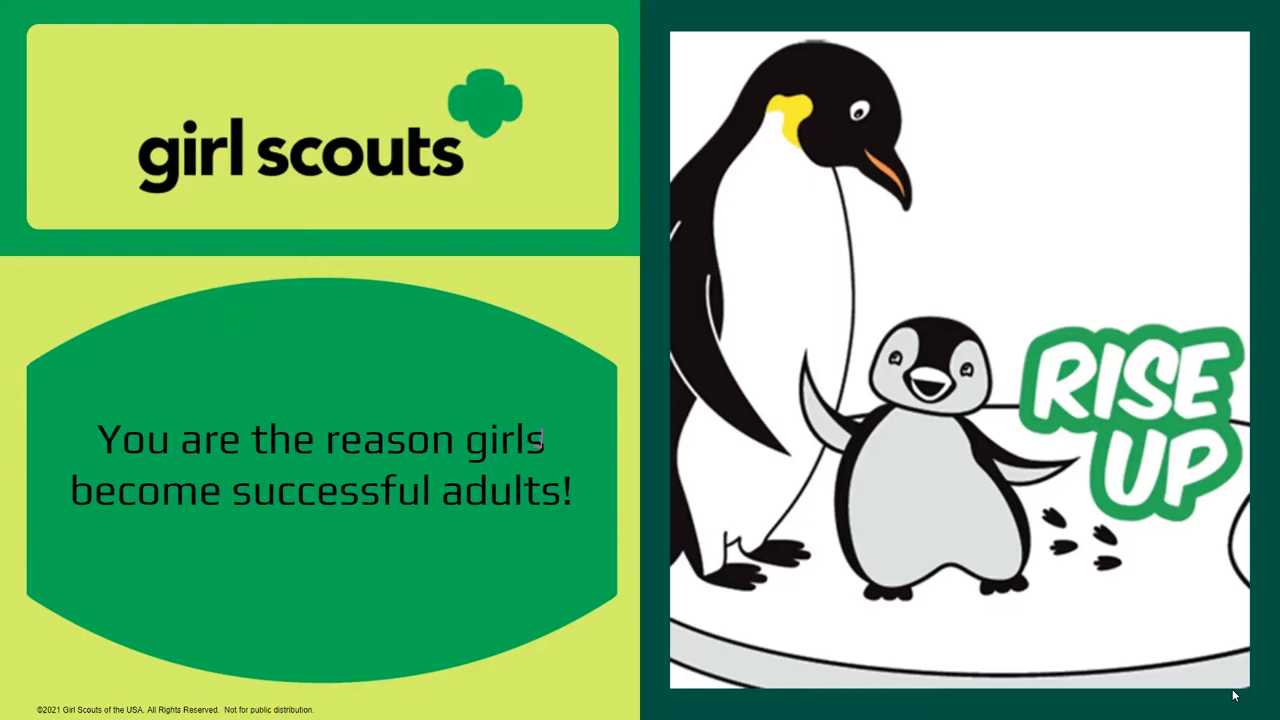 girl scouts
You are the reason girls
become successful adults!
RISE
UP
©2021 Girl Scouts of the USA. All Rights Reserved. Not for public distribution.